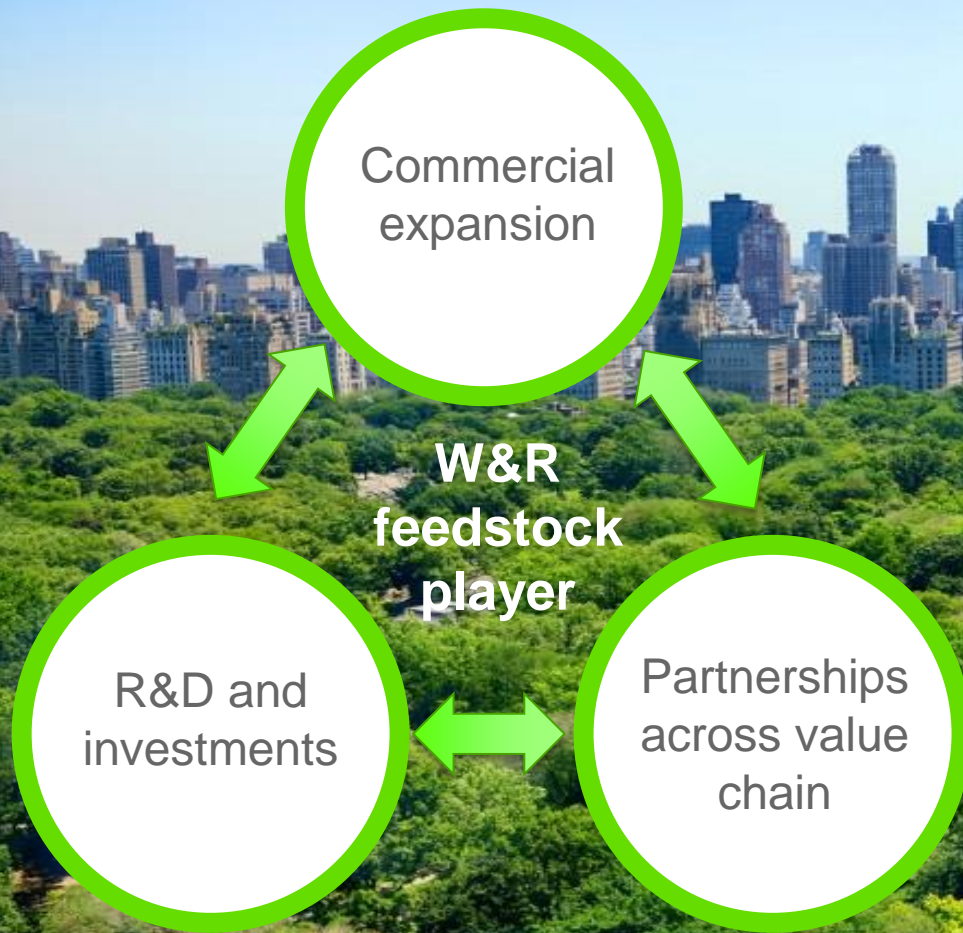 Commercial
expansion
W&R
feedstock
player
R&D and
investments
Partnerships
across value
chain